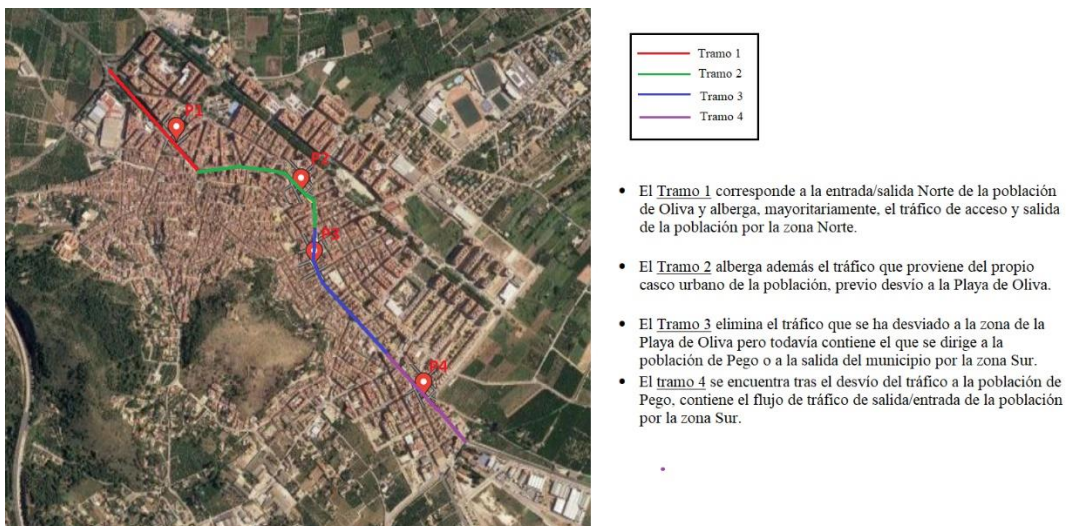 P1
P2
P3
P4
Tramo 1
Tramo 2
Tramo 3
Tramo 4
• El Tramo 1 corresponde a la entrada/salida Norte de la población
de Oliva y alberga, mayoritariamente, el tráfico de acceso y salida
de la población por la zona Norte.
• El Tramo 2 alberga además el tráfico que proviene del propio
casco urbano de la población, previo desvío a la Playa de Oliva.
• El Tramo 3 elimina el tráfico que se ha desviado a la zona de la
Playa de Oliva pero todavía contiene el que se dirige a la
población de Pego o a la salida del municipio por la zona Sur.
• El tramo 4 se encuentra tras el desvío del tráfico a la población de
Pego, contiene el flujo de tráfico de salida/entrada de la población
por la zona Sur.